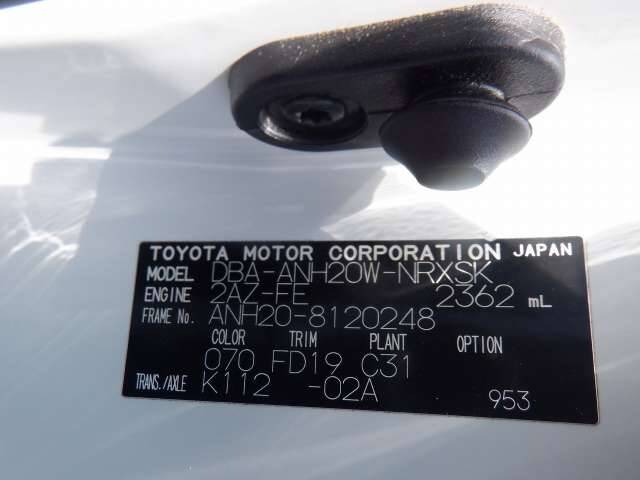 TOYOTA MOTOR CORPORATION JAPAN
MODEL DBA-ANH20W-NRXSK
ENGINE 2AZ-FE 2362 mL
FRAME No. ANH20-8120248
COLOR TRIM PLANT OPTION
070 FD19 C31
TRANS./AXLE K112 -02A
953